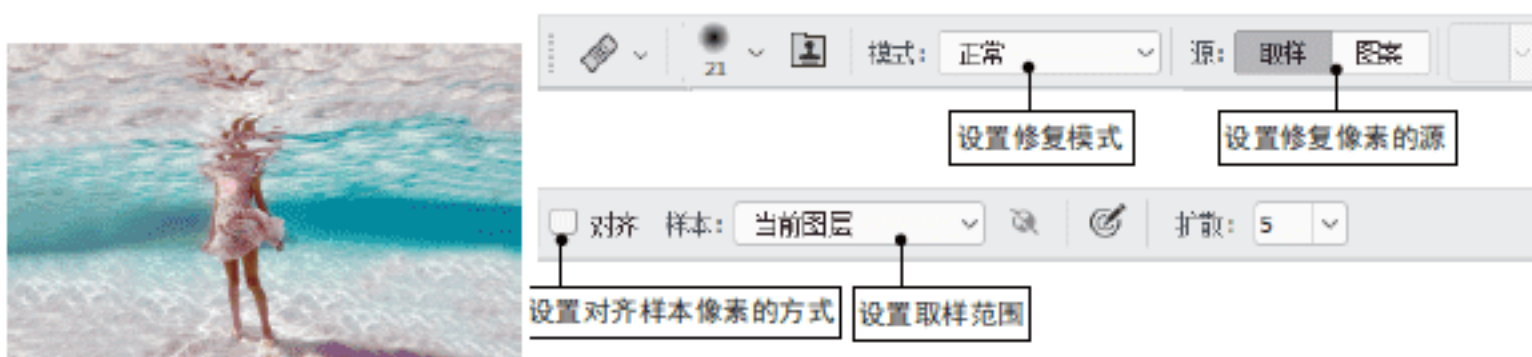 21 模式: 正常 源: 取样 图案
设置修复模式 设置修复像素的源
对齐 样本: 当前图层 扩散: 5
设置对齐样本像素的方式 设置取样范围